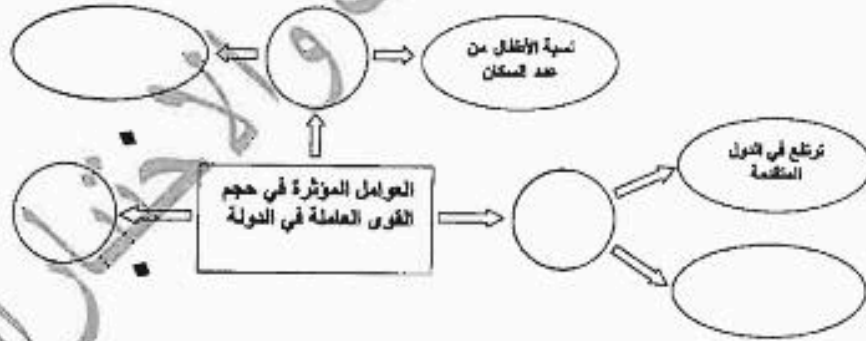 نسبة الأطفال من
عدد السكان
ترتفع في الدول
المتقدمة
العوامل المؤثرة في حجم
القوى العاملة في الدولة